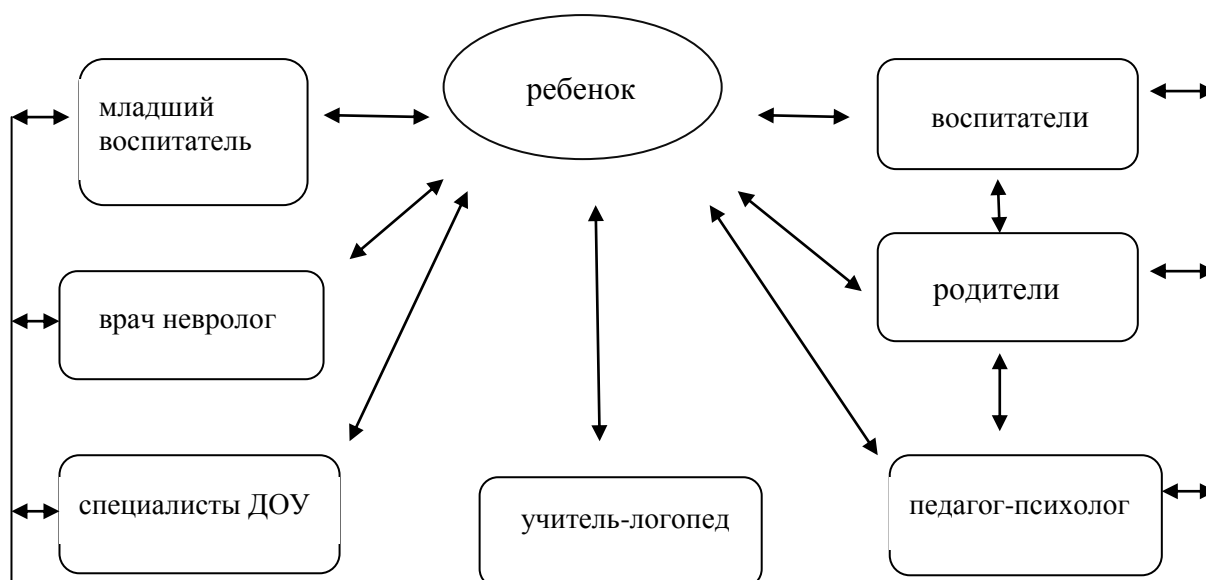 ребенок
младший
воспитатель
воспитатели
врач невролог
родители
специалисты ДОУ
учитель-логопед
педагог-психолог